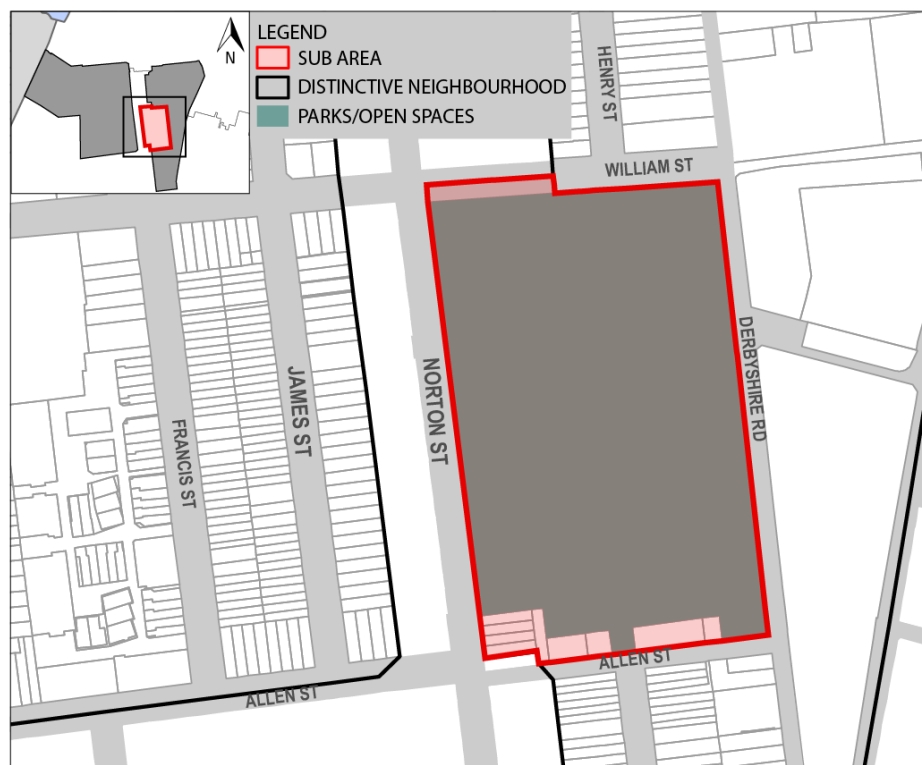 N
LEGEND
SUB AREA
DISTINCTIVE NEIGHBOURHOOD
PARKS/OPEN SPACES
HENRY ST
WILLIAM ST
DERBYSHIRE RD
NORTON ST
JAMES ST
FRANCIS ST
ALLEN ST
ALLEN ST